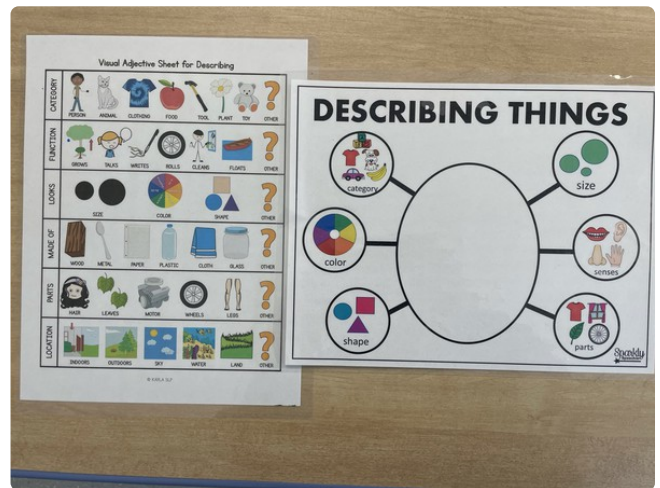 Visual Adjective Sheet for Describing
CATEGORY
PERSON ANIMAL CLOTHING FOOD TOOL PLANT TOY OTHER
FUNCTION
GROWS TALKS WRITES ROLLS CLEANS FLOATS OTHER
LOOKS
SIZE COLOR SHAPE OTHER
MADE OF
WOOD METAL PAPER PLASTIC CLOTH GLASS OTHER
PARTS
HAIR LEAVES MOTOR WHEELS LEGS OTHER
LOCATION
INDOORS OUTDOORS SKY WATER LAND OTHER
DESCRIBING THINGS
category
size
color
senses
shape
parts